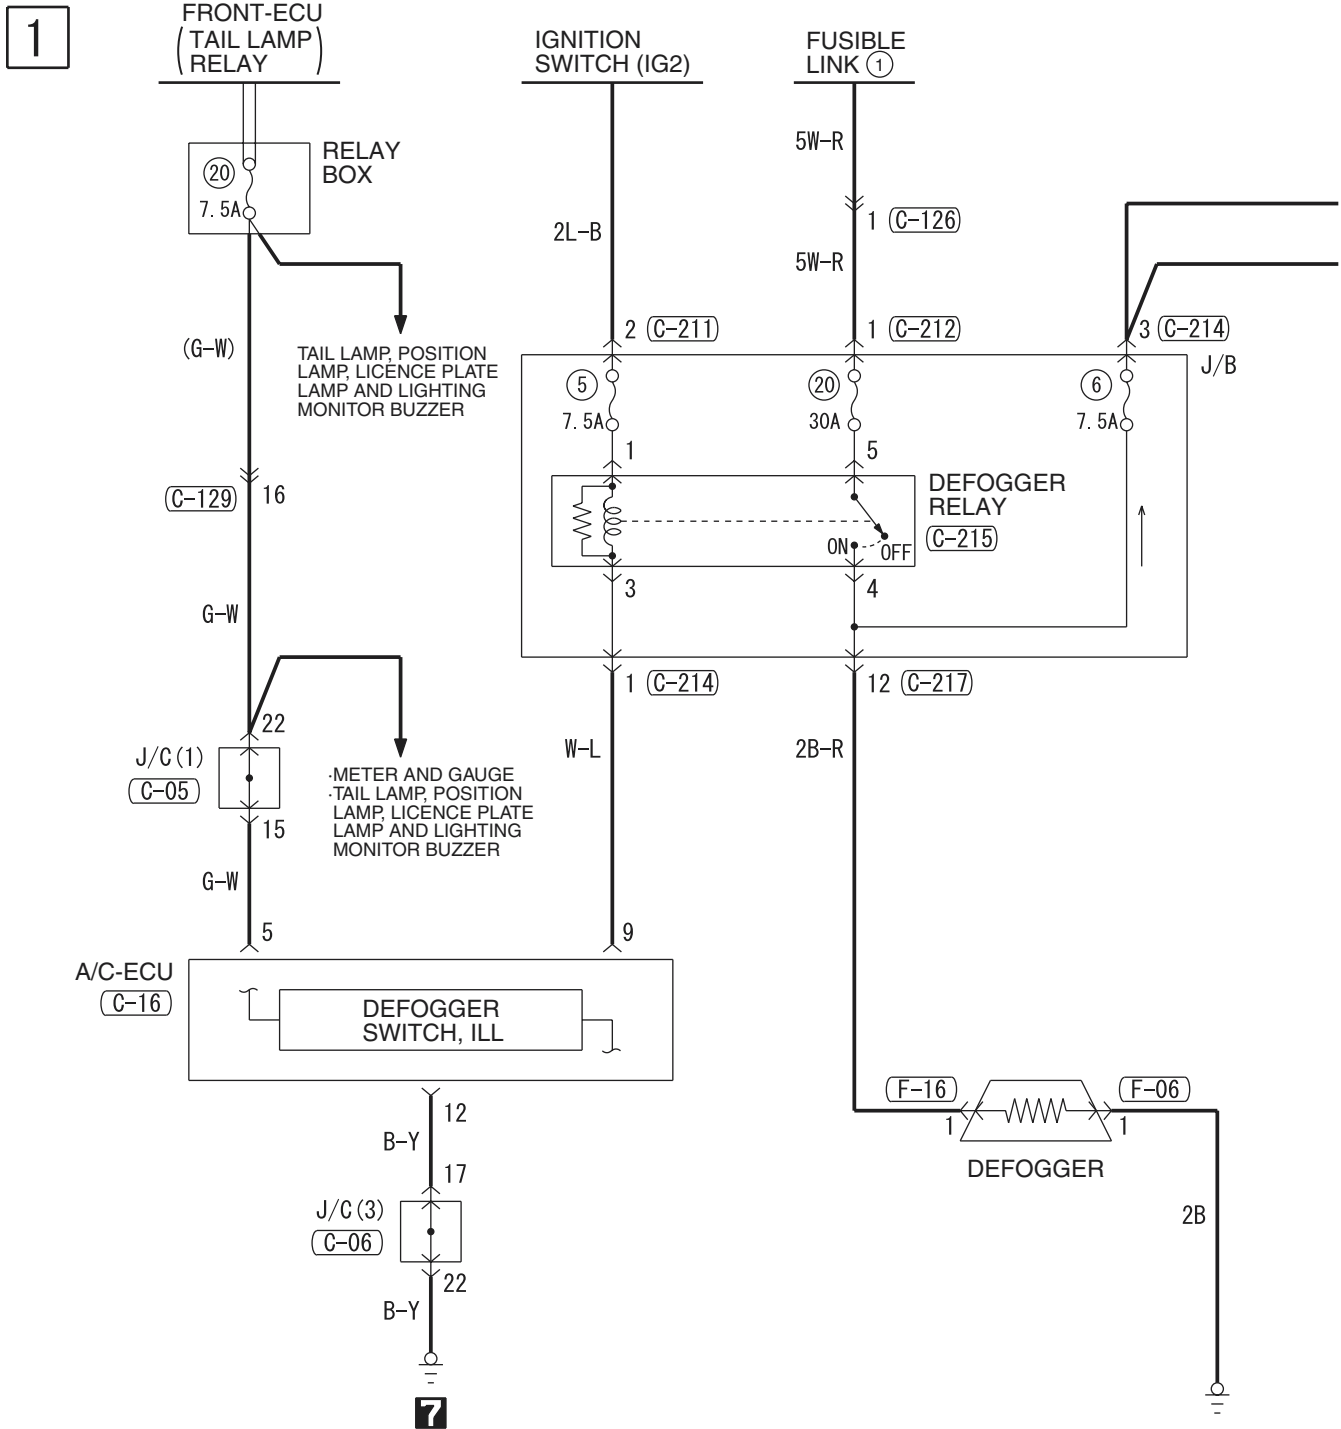 1
FRONT-ECU
(TAIL LAMP
RELAY)
IGNITION
SWITCH (IG2)
FUSIBLE
LINK ①
RELAY
BOX
20
7.5A
5W-R
1 C-126
2L-B
5W-R
2 C-211
1 C-212
3 C-214
J/B
(G-W)
TAIL LAMP, POSITION
LAMP, LICENCE PLATE
LAMP AND LIGHTING
MONITOR BUZZER
5
7.5A
20
30A
6
7.5A
1
5
DEFOGGER
RELAY
C-215
C-129 16
ON OFF
3
4
G-W
1 C-214
12 C-217
22
J/C(1)
C-05
W-L
2B-R
·METER AND GAUGE
·TAIL LAMP, POSITION
LAMP, LICENCE PLATE
LAMP AND LIGHTING
MONITOR BUZZER
15
G-W
5
9
A/C-ECU
C-16
DEFOGGER
SWITCH, ILL
F-16
F-06
1
1
DEFOGGER
12
B-Y
17
J/C(3)
C-06
2B
22
B-Y
7